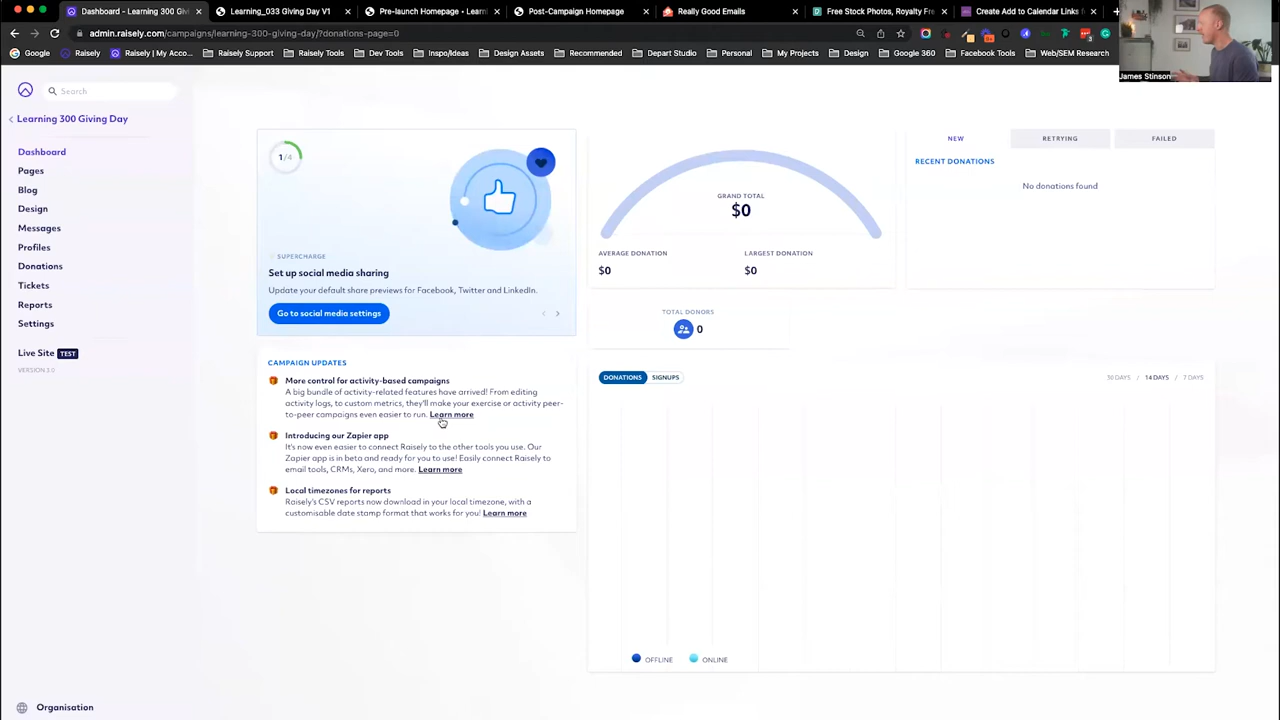 Dashboard - Learning 300 Givin
Learning_033 Giving Day V1
Pre-launch Homepage - Learni
Post-Campaign Homepage
Really Good Emails
Free Stock Photos, Royalty Fre
Create Add to Calendar Links f
admin.raisely.com/campaigns/learning-300-giving-day/?donations-page=0
Google
Raisely
Raisely | My Acco...
Raisely Support
Dev Tools
Inspo/Ideas
Design Assets
Recommended
Depart Studio
Personal
My Projects
Design
Google 360
Facebook Tools
Web/SEM Research
James Stinson
Search
Learning 300 Giving Day
Dashboard
Pages
Blog
Design
Messages
Profiles
Donations
Tickets
Reports
Settings
Live Site TEST
VERSION 3.0
Organisation
1/4
SUPERCHARGE
Set up social media sharing
Update your default share previews for Facebook, Twitter and LinkedIn.
Go to social media settings
CAMPAIGN UPDATES
More control for activity-based campaigns
A big bundle of activity-related features have arrived! From editing
activity logs, to custom metrics, they'll make your exercise or activity peer-
to-peer campaigns even easier to run. Learn more
Introducing our Zapier app
It's now even easier to connect Raisely to the other tools you use. Our
Zapier app is in beta and ready for you to use! Easily connect Raisely to
email tools, CRMs, Xero, and more. Learn more
Local timezones for reports
Raisely's CSV reports now download in your local timezone, with a
customisable date stamp format that works for you! Learn more
GRAND TOTAL
$0
AVERAGE DONATION
LARGEST DONATION
$0
$0
TOTAL DONORS
0
NEW
RETRYING
FAILED
RECENT DONATIONS
No donations found
DONATIONS
SIGNUPS
30 DAYS / 14 DAYS / 7 DAYS
OFFLINE
ONLINE